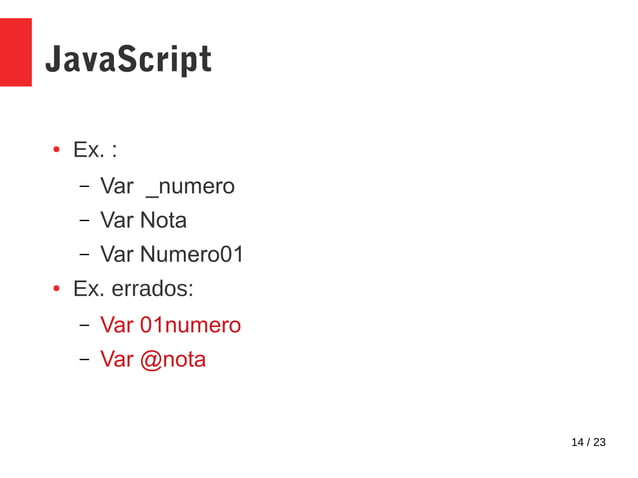 JavaScript
● Ex. :
– Var _numero
– Var Nota
– Var Numero01
● Ex. errados:
– Var 01numero
– Var @nota
14 / 23